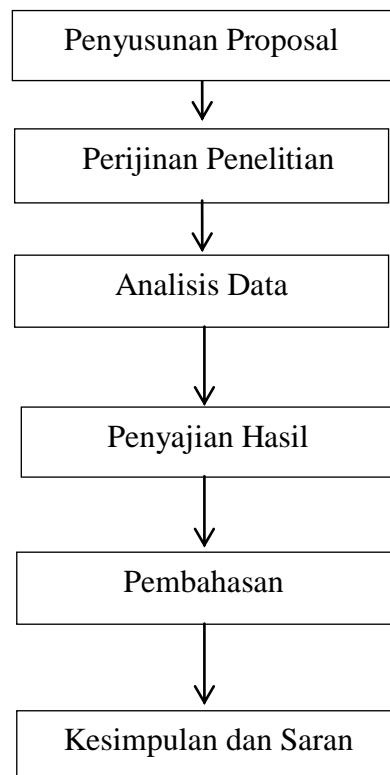 Penyusunan Proposal
Perijinan Penelitian
Analisis Data
Penyajian Hasil
Pembahasan
Kesimpulan dan Saran